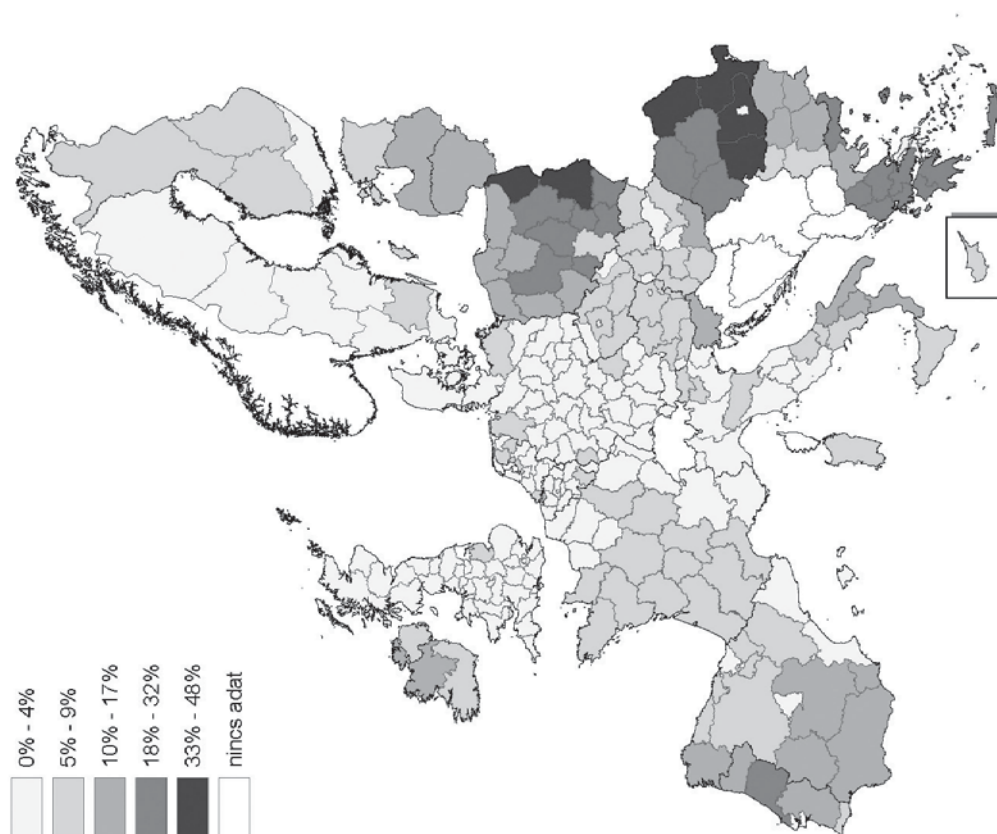 0% - 4%
5% - 9%
10% - 17%
18% - 32%
33% - 48%
nincs adat